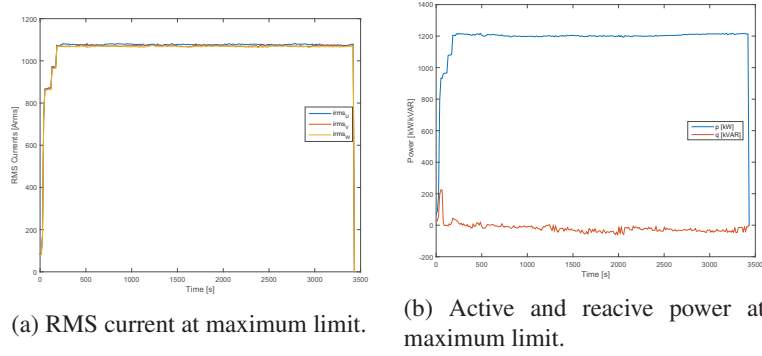 1200
1000
800
600
400
200
0
RMS Currents [Arms]
0 500 1000 1500 2000 2500 3000 3500
Time [s]
irms_U
irms_V
irms_W
(a) RMS current at maximum limit.
1400
1200
1000
800
600
400
200
0
-200
Power [kW/kVAR]
0 500 1000 1500 2000 2500 3000 3500
Time [s]
p [kW]
q [kVAR]
(b) Active and reacive power at
maximum limit.